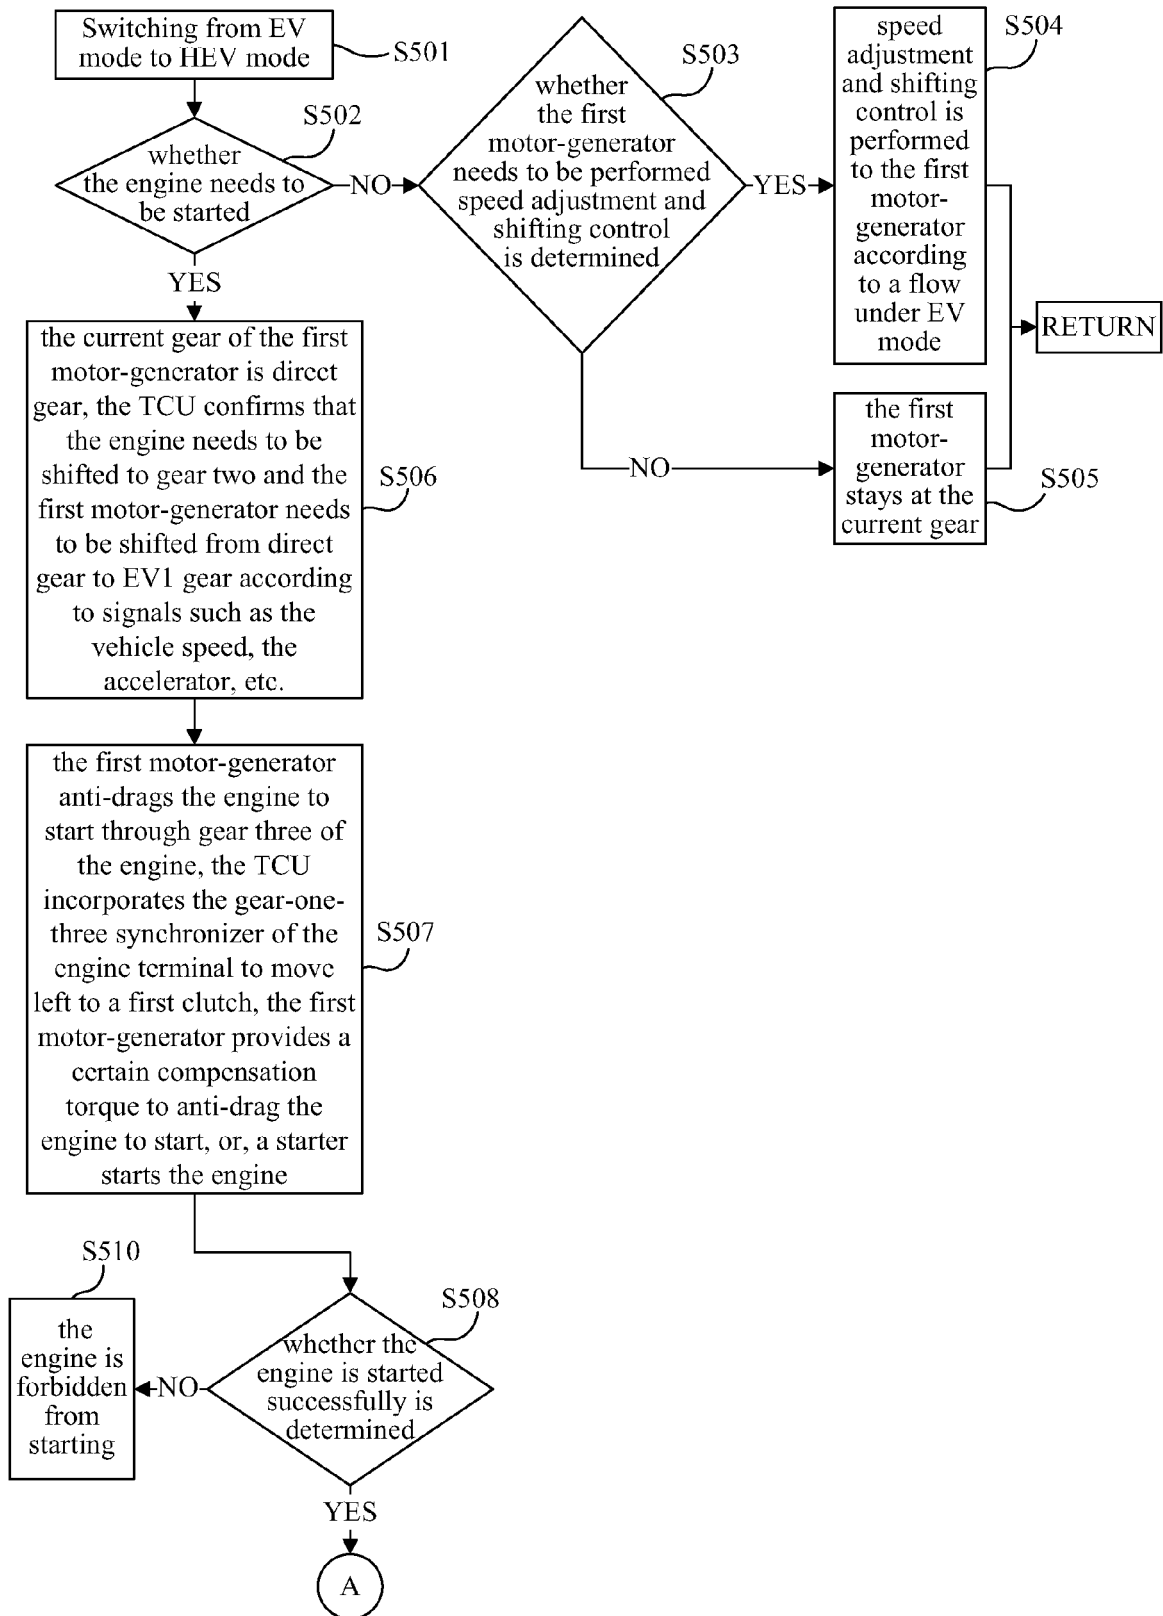 Switching from EV
mode to HEV mode
S501
S502
whether
the engine needs to
be started
NO
YES
S503
whether
the first
motor-generator
needs to be performed
speed adjustment and
shifting control
is determined
YES
NO
S504
speed
adjustment
and shifting
control is
performed
to the first
motor-
generator
according
to a flow
under EV
mode
RETURN
the first
motor-
generator
stays at the
current gear
S505
the current gear of the first
motor-generator is direct
gear, the TCU confirms that
the engine needs to be
shifted to gear two and the
first motor-generator needs
to be shifted from direct
gear to EV1 gear according
to signals such as the
vehicle speed, the
accelerator, etc.
S506
the first motor-generator
anti-drags the engine to
start through gear three of
the engine, the TCU
incorporates the gear-one-
three synchronizer of the
engine terminal to move
left to a first clutch, the first
motor-generator provides a
certain compensation
torque to anti-drag the
engine to start, or, a starter
starts the engine
S507
S508
whether the
engine is started
successfully is
determined
NO
S510
the
engine is
forbidden
from
starting
YES
A